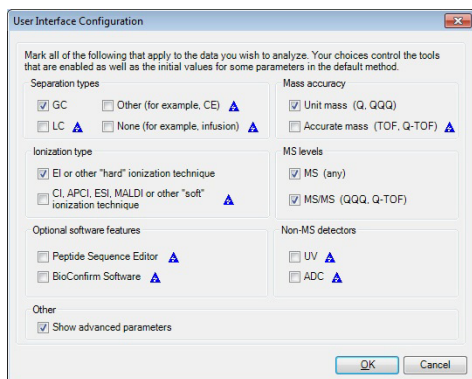 User Interface Configuration
Mark all of the following that apply to the data you wish to analyze. Your choices control the tools
that are enabled as well as the initial values for some parameters in the default method.
Separation types
GC
Other (for example, CE)
LC
None (for example, infusion)
Mass accuracy
Unit mass (Q, QQQ)
Accurate mass (TOF, Q-TOF)
Ionization type
EI or other "hard" ionization technique
CI, APCI, ESI, MALDI or other "soft"
ionization technique
MS levels
MS (any)
MS/MS (QQQ, Q-TOF)
Optional software features
Peptide Sequence Editor
BioConfirm Software
Non-MS detectors
UV
ADC
Other
Show advanced parameters
OK
Cancel